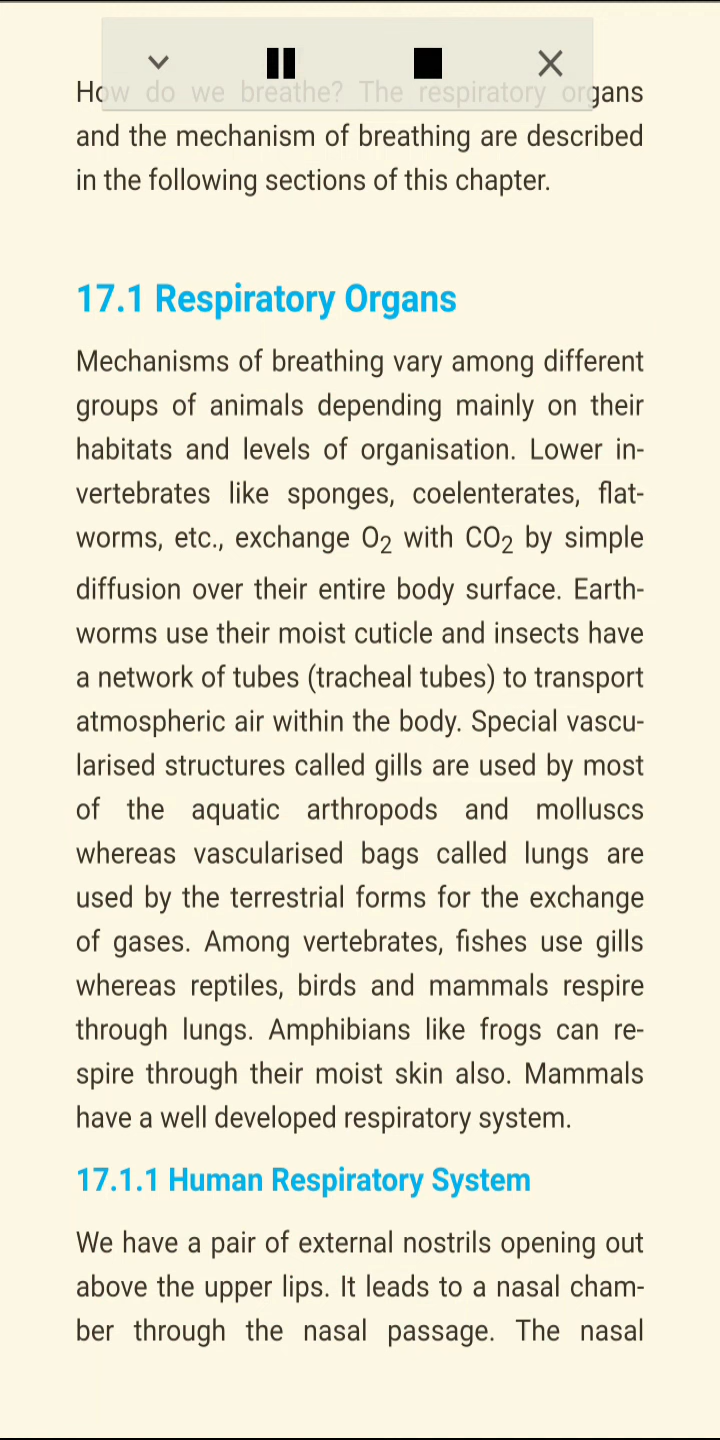 How do we breathe? The respiratory organs
and the mechanism of breathing are described
in the following sections of this chapter.
17.1 Respiratory Organs
Mechanisms of breathing vary among different
groups of animals depending mainly on their
habitats and levels of organisation. Lower in-
vertebrates like sponges, coelenterates, flat-
worms, etc., exchange O₂ with CO₂ by simple
diffusion over their entire body surface. Earth-
worms use their moist cuticle and insects have
a network of tubes (tracheal tubes) to transport
atmospheric air within the body. Special vascu-
larised structures called gills are used by most
of the aquatic arthropods and molluscs
whereas vascularised bags called lungs are
used by the terrestrial forms for the exchange
of gases. Among vertebrates, fishes use gills
whereas reptiles, birds and mammals respire
through lungs. Amphibians like frogs can re-
spire through their moist skin also. Mammals
have a well developed respiratory system.
17.1.1 Human Respiratory System
We have a pair of external nostrils opening out
above the upper lips. It leads to a nasal cham-
ber through the nasal passage. The nasal